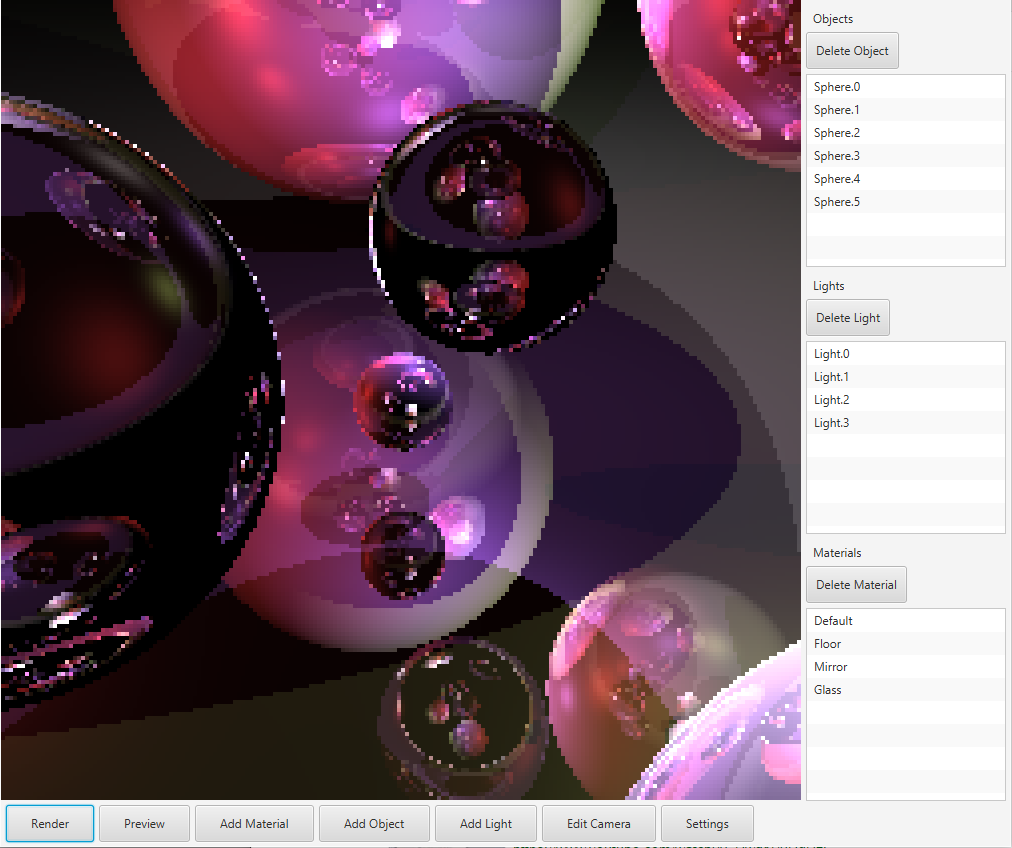 Objects
Delete Object
Sphere.0
Sphere.1
Sphere.2
Sphere.3
Sphere.4
Sphere.5
Lights
Delete Light
Light.0
Light.1
Light.2
Light.3
Materials
Delete Material
Default
Floor
Mirror
Glass
Render Preview Add Material Add Object Add Light Edit Camera Settings